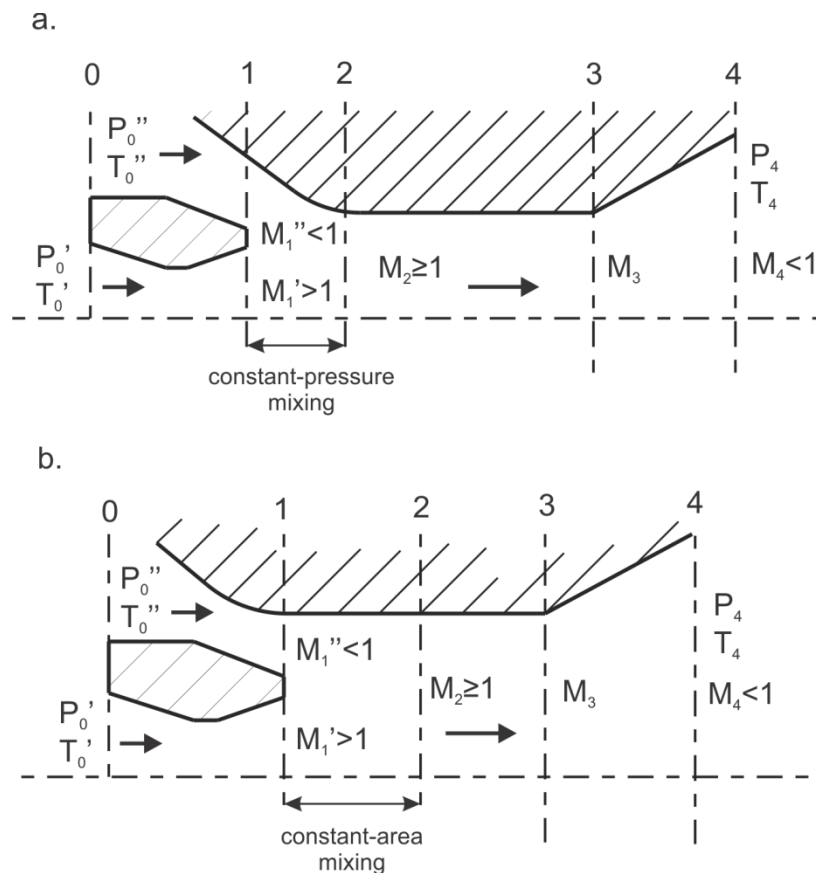 a.
0 1 2 3 4
P₀'' T₀''
P₀' T₀'
M₁''<1
M₁'>1
M₂≥1
M₃
P₄
T₄
M₄<1
constant-pressure
mixing
b.
0 1 2 3 4
P₀''
T₀''
P₀'
T₀'
M₁''<1
M₁'>1
M₂≥1
M₃
P₄
T₄
M₄<1
constant-area
mixing